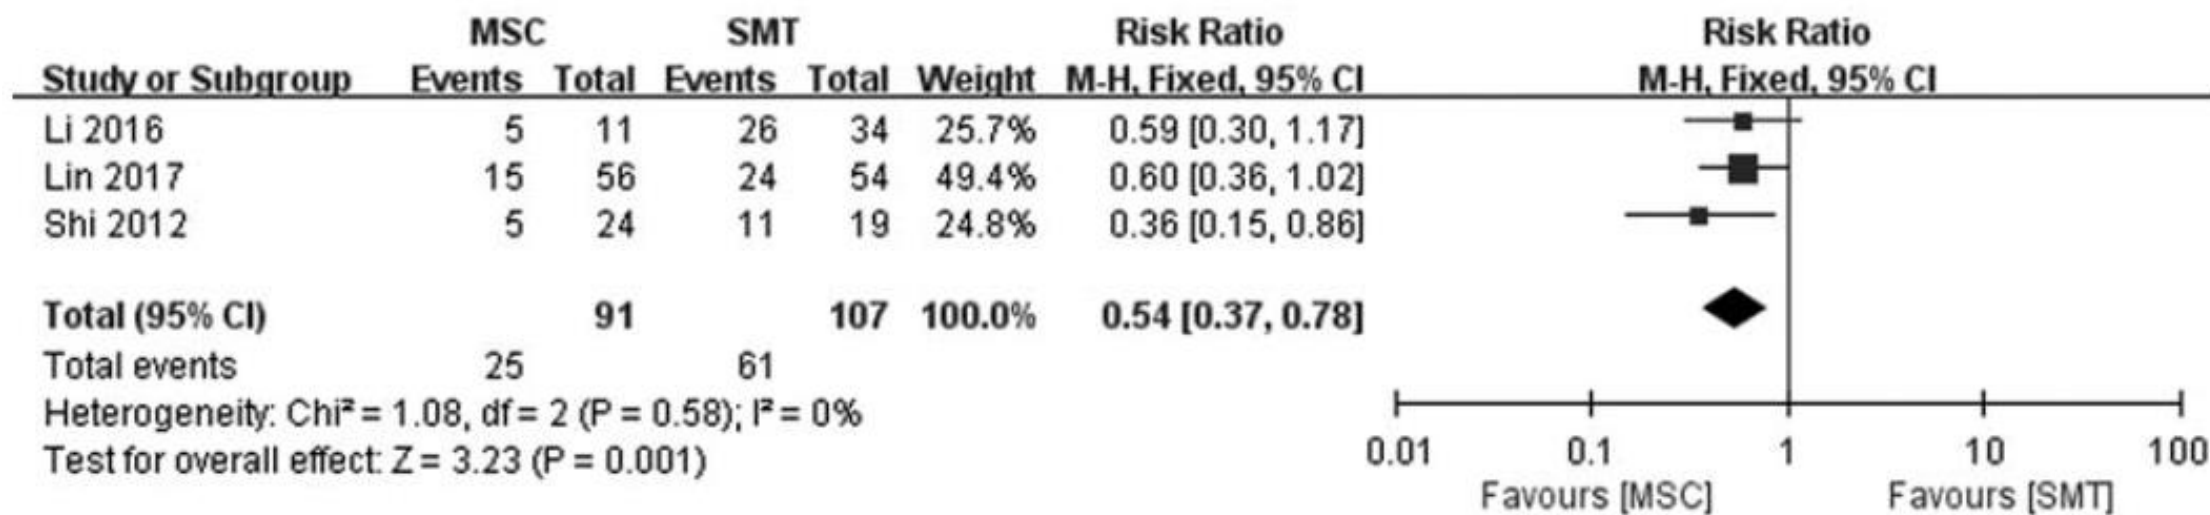 MSC SMT Risk Ratio Risk Ratio
Study or Subgroup Events Total Events Total Weight M-H, Fixed, 95% CI M-H, Fixed, 95% CI
Li 2016 5 11 26 34 25.7% 0.59 [0.30, 1.17]
Lin 2017 15 56 24 54 49.4% 0.60 [0.36, 1.02]
Shi 2012 5 24 11 19 24.8% 0.36 [0.15, 0.86]
Total (95% CI) 91 107 100.0% 0.54 [0.37, 0.78]
Total events 25 61
Heterogeneity: Chi² = 1.08, df = 2 (P = 0.58); I² = 0%
Test for overall effect: Z = 3.23 (P = 0.001)
0.01 0.1 1 10 100
Favours [MSC] Favours [SMT]